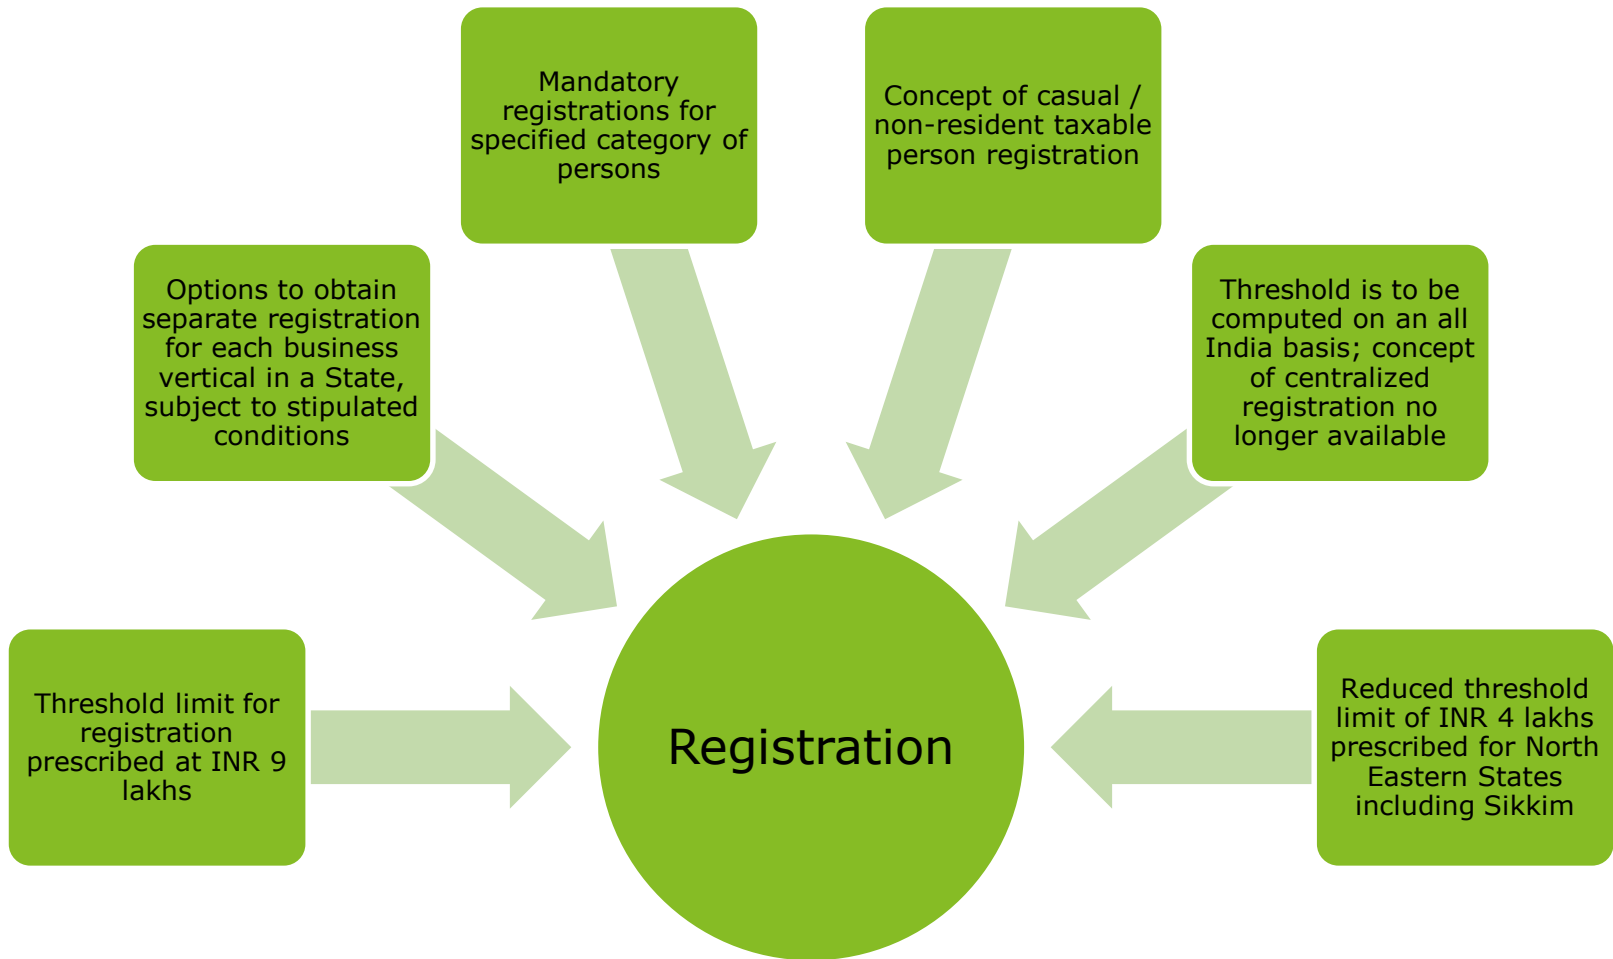 Mandatory
registrations for
specified category of
persons
Concept of casual /
non-resident taxable
person registration
Options to obtain
separate registration
for each business
vertical in a State,
subject to stipulated
conditions
Threshold is to be
computed on an all
India basis; concept
of centralized
registration no
longer available
Threshold limit for
registration
prescribed at INR 9
lakhs
Registration
Reduced threshold
limit of INR 4 lakhs
prescribed for North
Eastern States
including Sikkim